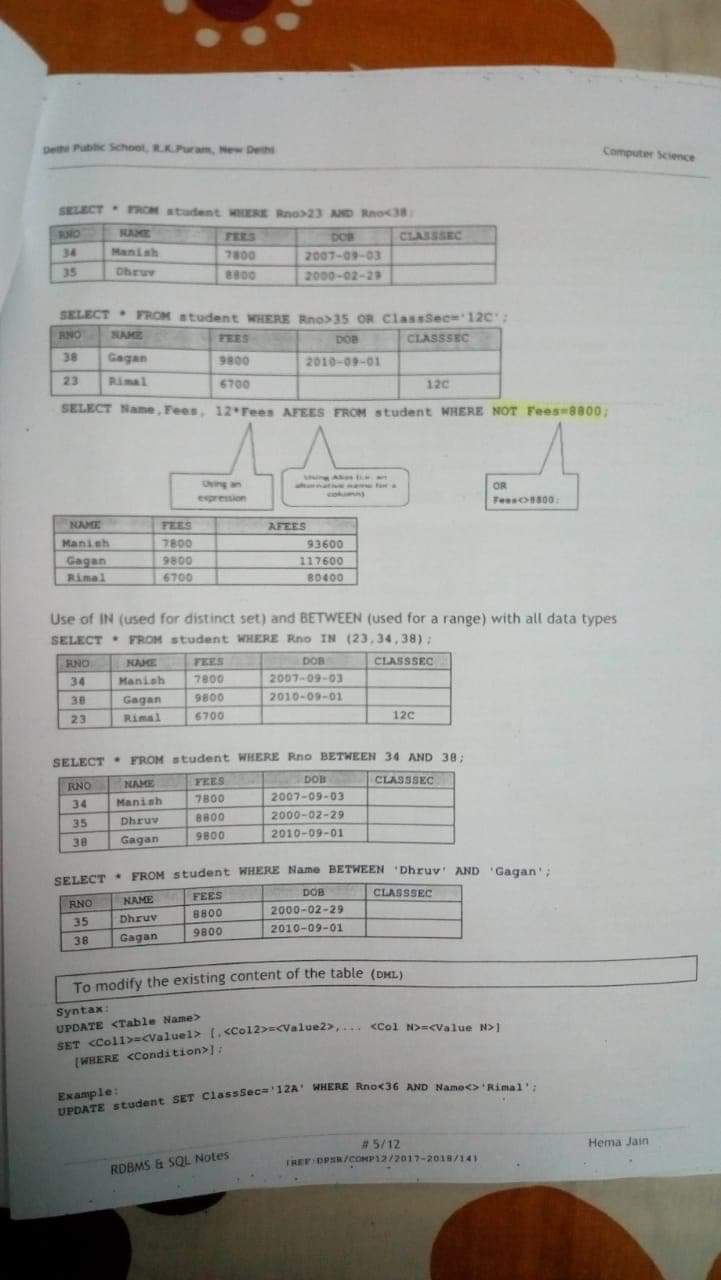 Delhi Public School, R.K.Puram, New Delhi
Computer Science
SELECT * FROM student WHERE Rno>23 AND Rno<38;
RNO NAME FEES DOB CLASSSEC
34 Manish 7800 2007-09-03
35 Dhruv 8800 2000-02-29
SELECT * FROM student WHERE Rno>35 OR ClassSec='12C';
RNO NAME FEES DOB CLASSSEC
38 Gagan 9800 2010-09-01
23 Rimal 6700 12C
SELECT Name,Fees, 12*Fees AFEES FROM student WHERE NOT Fees=8800;
Using an
expression
Using Alias (i.e. an
alternative name for a
column)
OR
Fees<>8800;
NAME FEES AFEES
Manish 7800 93600
Gagan 9800 117600
Rimal 6700 80400
Use of IN (used for distinct set) and BETWEEN (used for a range) with all data types
SELECT * FROM student WHERE Rno IN (23,34,38);
RNO NAME FEES DOB CLASSSEC
34 Manish 7800 2007-09-03
38 Gagan 9800 2010-09-01
23 Rimal 6700 12C
SELECT * FROM student WHERE Rno BETWEEN 34 AND 38;
RNO NAME FEES DOB CLASSSEC
34 Manish 7800 2007-09-03
35 Dhruv 8800 2000-02-29
38 Gagan 9800 2010-09-01
SELECT * FROM student WHERE Name BETWEEN 'Dhruv' AND 'Gagan';
RNO NAME FEES DOB CLASSSEC
35 Dhruv 8800 2000-02-29
38 Gagan 9800 2010-09-01
To modify the existing content of the table (DML)
Syntax:
UPDATE <Table Name>
SET <Col1>=<Value1> [,<Col2>=<Value2>,... <Col N>=<Value N>]
[WHERE <Condition>];
Example:
UPDATE student SET ClassSec='12A' WHERE Rno<36 AND Name<>'Rimal';
RDBMS & SQL Notes
# 5/12
(REF:DPSR/COMP12/2017-2018/14)
Hema Jain